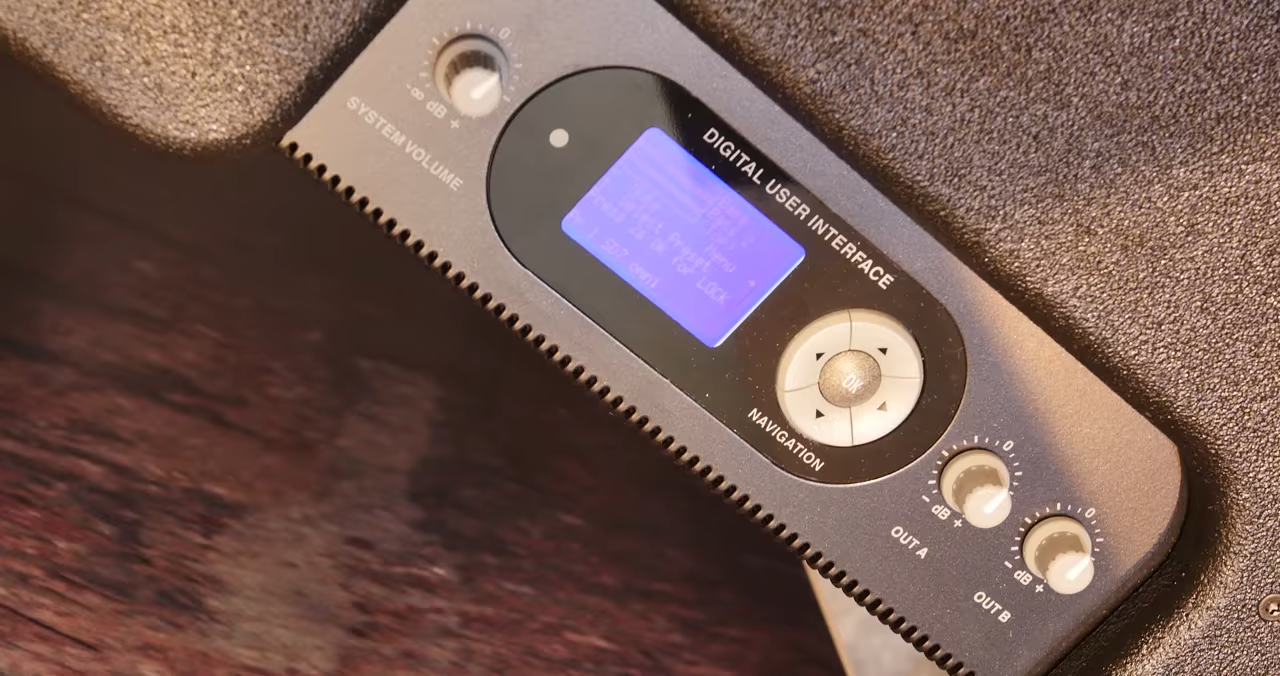 0
-∞ dB +
SYSTEM VOLUME
DIGITAL USER INTERFACE
Menu
Preset
OK for LOCK
OK
NAVIGATION
0
- dB +
OUT A
0
- dB +
OUT B